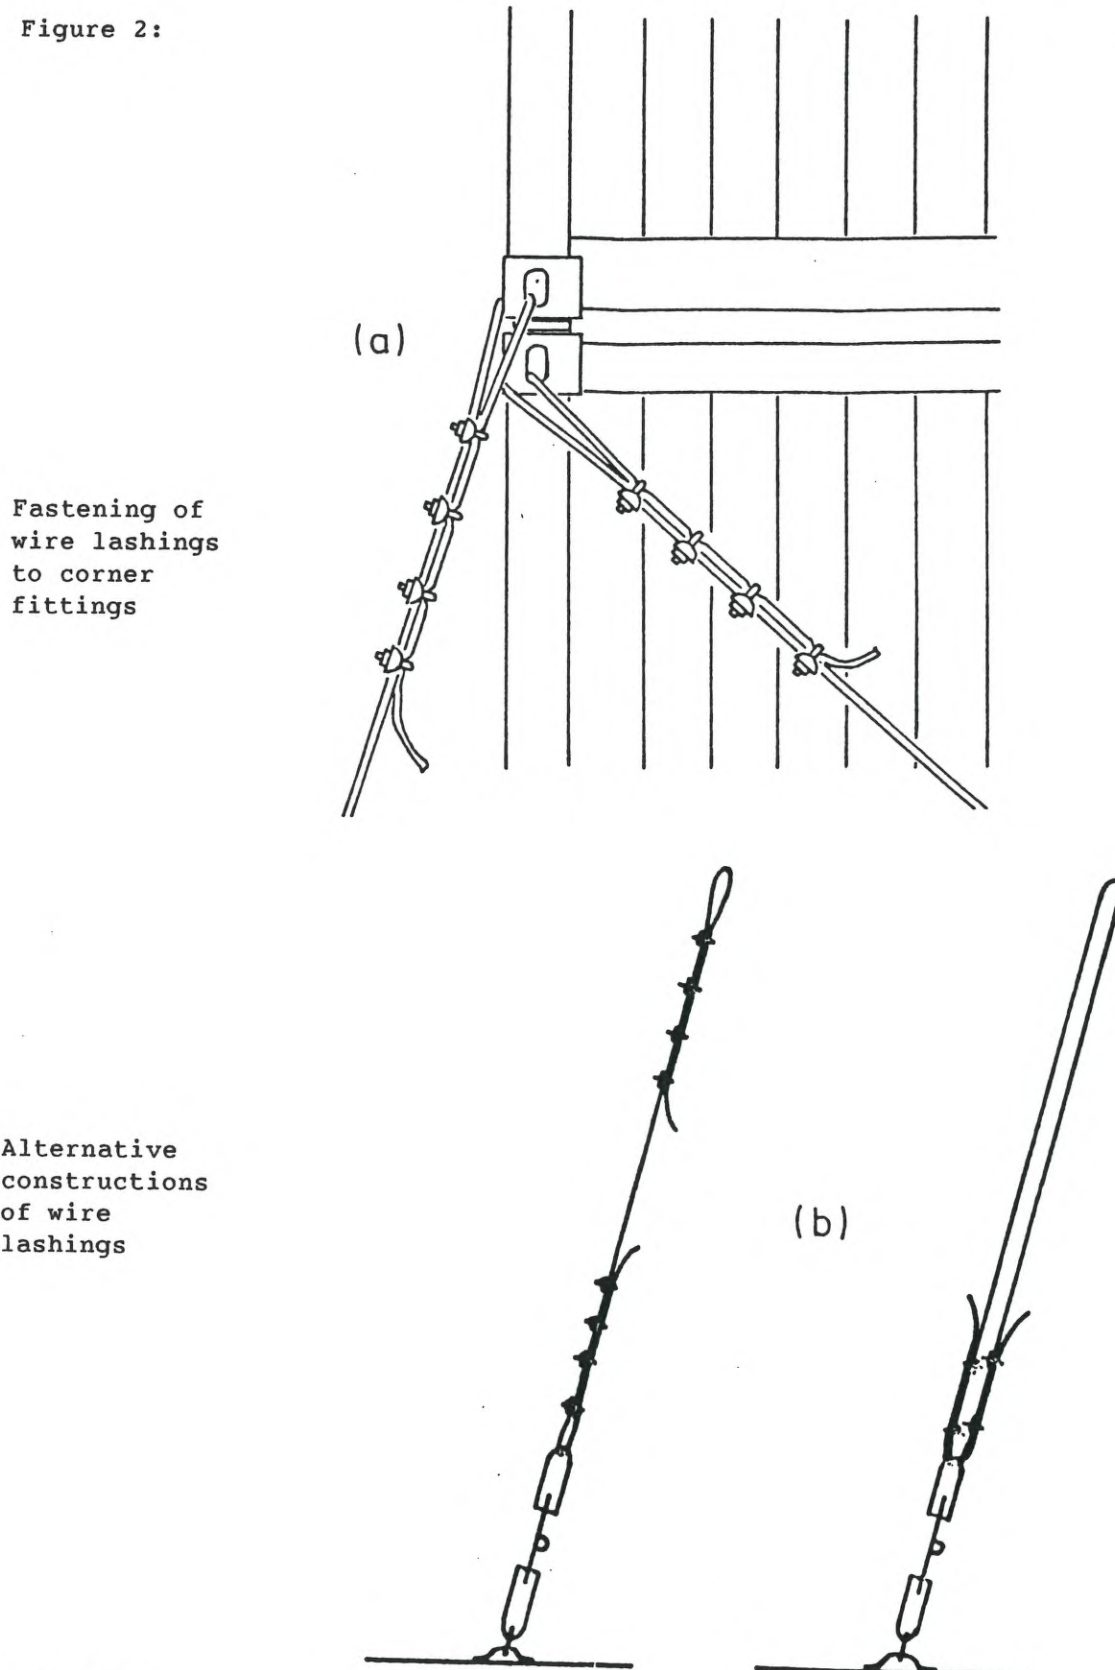 Figure 2:
(a)
Fastening of
wire lashings
to corner
fittings
Alternative
constructions
of wire
lashings
(b)